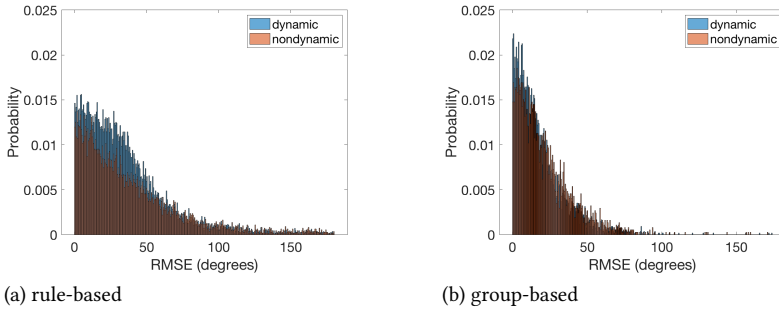 0.025
dynamic
nondynamic
0.02
0.015
0.01
0.005
0
Probability
0 50 100 150
RMSE (degrees)
(a) rule-based
0.025
dynamic
nondynamic
0.02
0.015
0.01
0.005
0
Probability
0 50 100 150
RMSE (degrees)
(b) group-based